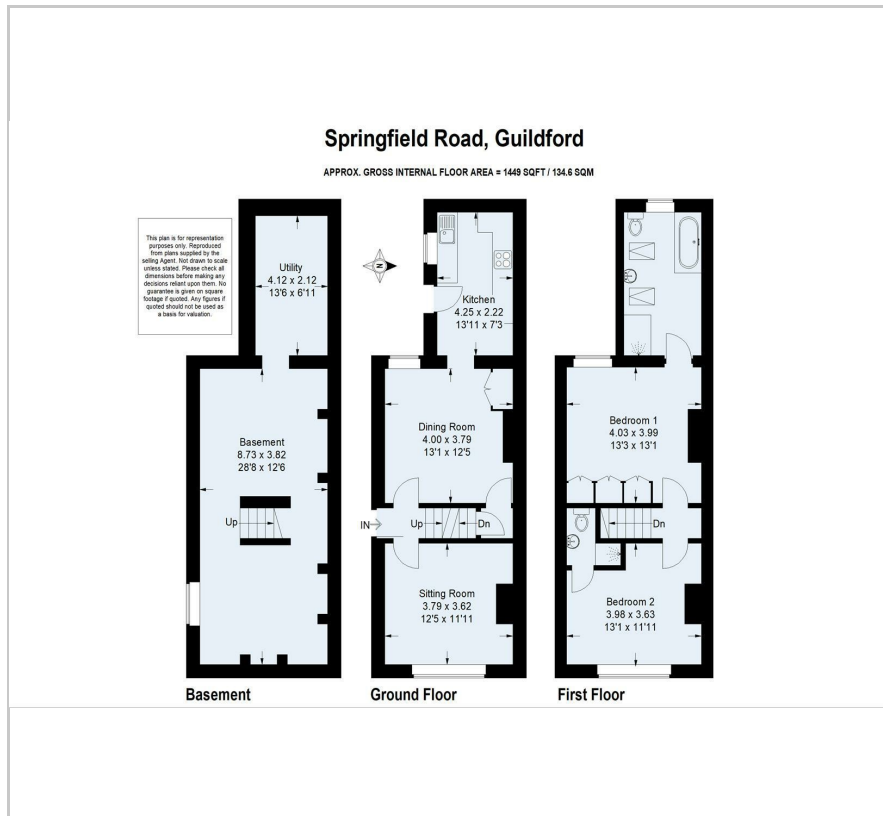 Springfield Road, Guildford
APPROX. GROSS INTERNAL FLOOR AREA = 1449 SQFT / 134.6 SQM
This plan is for representation
purposes only. Reproduced
from plans supplied by the
selling Agent. Not drawn to scale
unless stated. Please check all
dimensions before making any
decisions reliant upon them. No
guarantee is given on square
footage if quoted. Any figures if
quoted should not be used as
a basis for valuation.
Utility
4.12 x 2.12
13'6 x 6'11
Basement
8.73 x 3.82
28'8 x 12'6
Up
Basement
N
Kitchen
4.25 x 2.22
13'11 x 7'3
Dining Room
4.00 x 3.79
13'1 x 12'5
IN
Up
Dn
Sitting Room
3.79 x 3.62
12'5 x 11'11
Ground Floor
Bedroom 1
4.03 x 3.99
13'3 x 13'1
Dn
Bedroom 2
3.98 x 3.63
13'1 x 11'11
First Floor